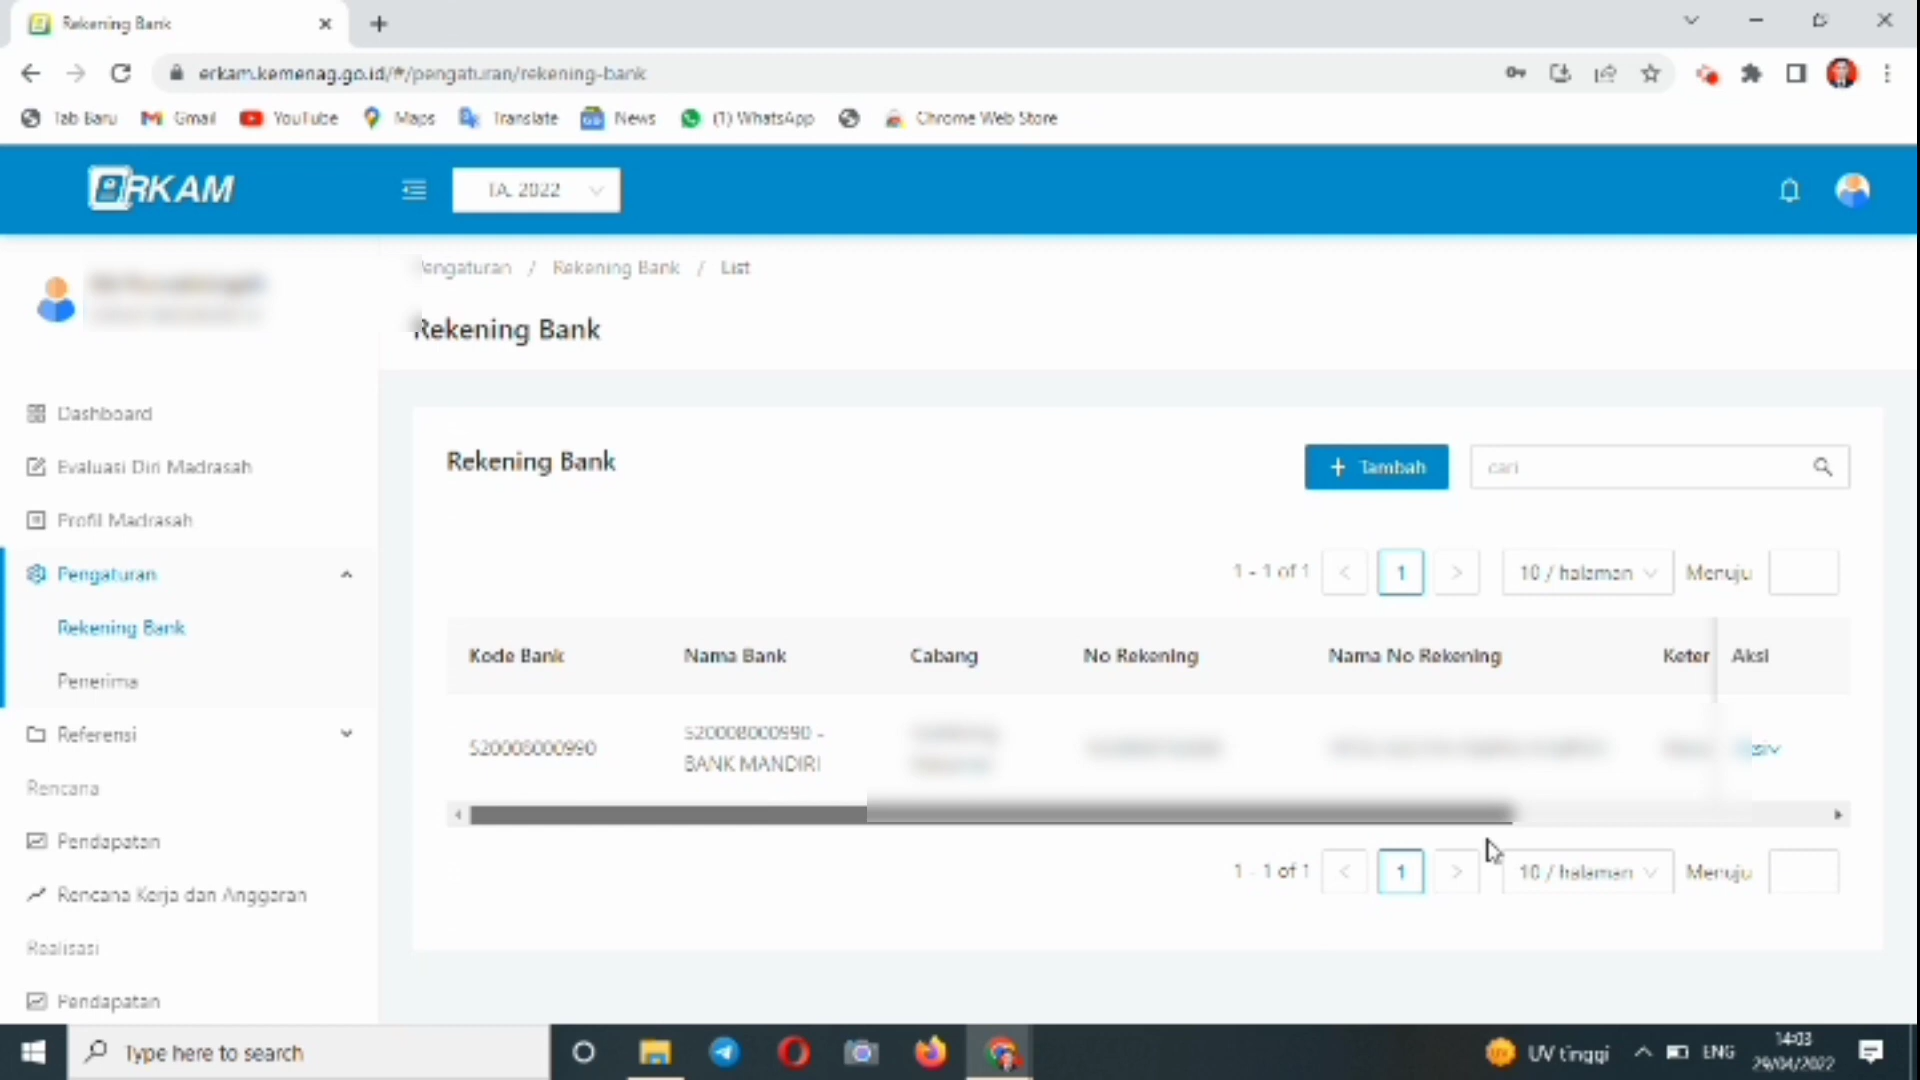 Rekening Bank
erkam.kemenag.go.id/#/pengaturan/rekening-bank
Tab Baru Gmail YouTube Maps Translate News (1) WhatsApp Chrome Web Store
ERKAM TA. 2022
Pengaturan / Rekening Bank / List
Rekening Bank
Dashboard
Evaluasi Diri Madrasah
Profil Madrasah
Pengaturan
Rekening Bank
Penerima
Referensi
Rencana
Pendapatan
Rencana Kerja dan Anggaran
Realisasi
Pendapatan
Rekening Bank
+ Tambah cari
1 - 1 of 1 < 1 > 10 / halaman Menuju
Kode Bank Nama Bank Cabang No Rekening Nama No Rekening Keter Aksi
520008000990 520008000990 -
BANK MANDIRI
1 - 1 of 1 < 1 > 10 / halaman Menuju
Type here to search
UV tinggi ENG 14:03
29/04/2022